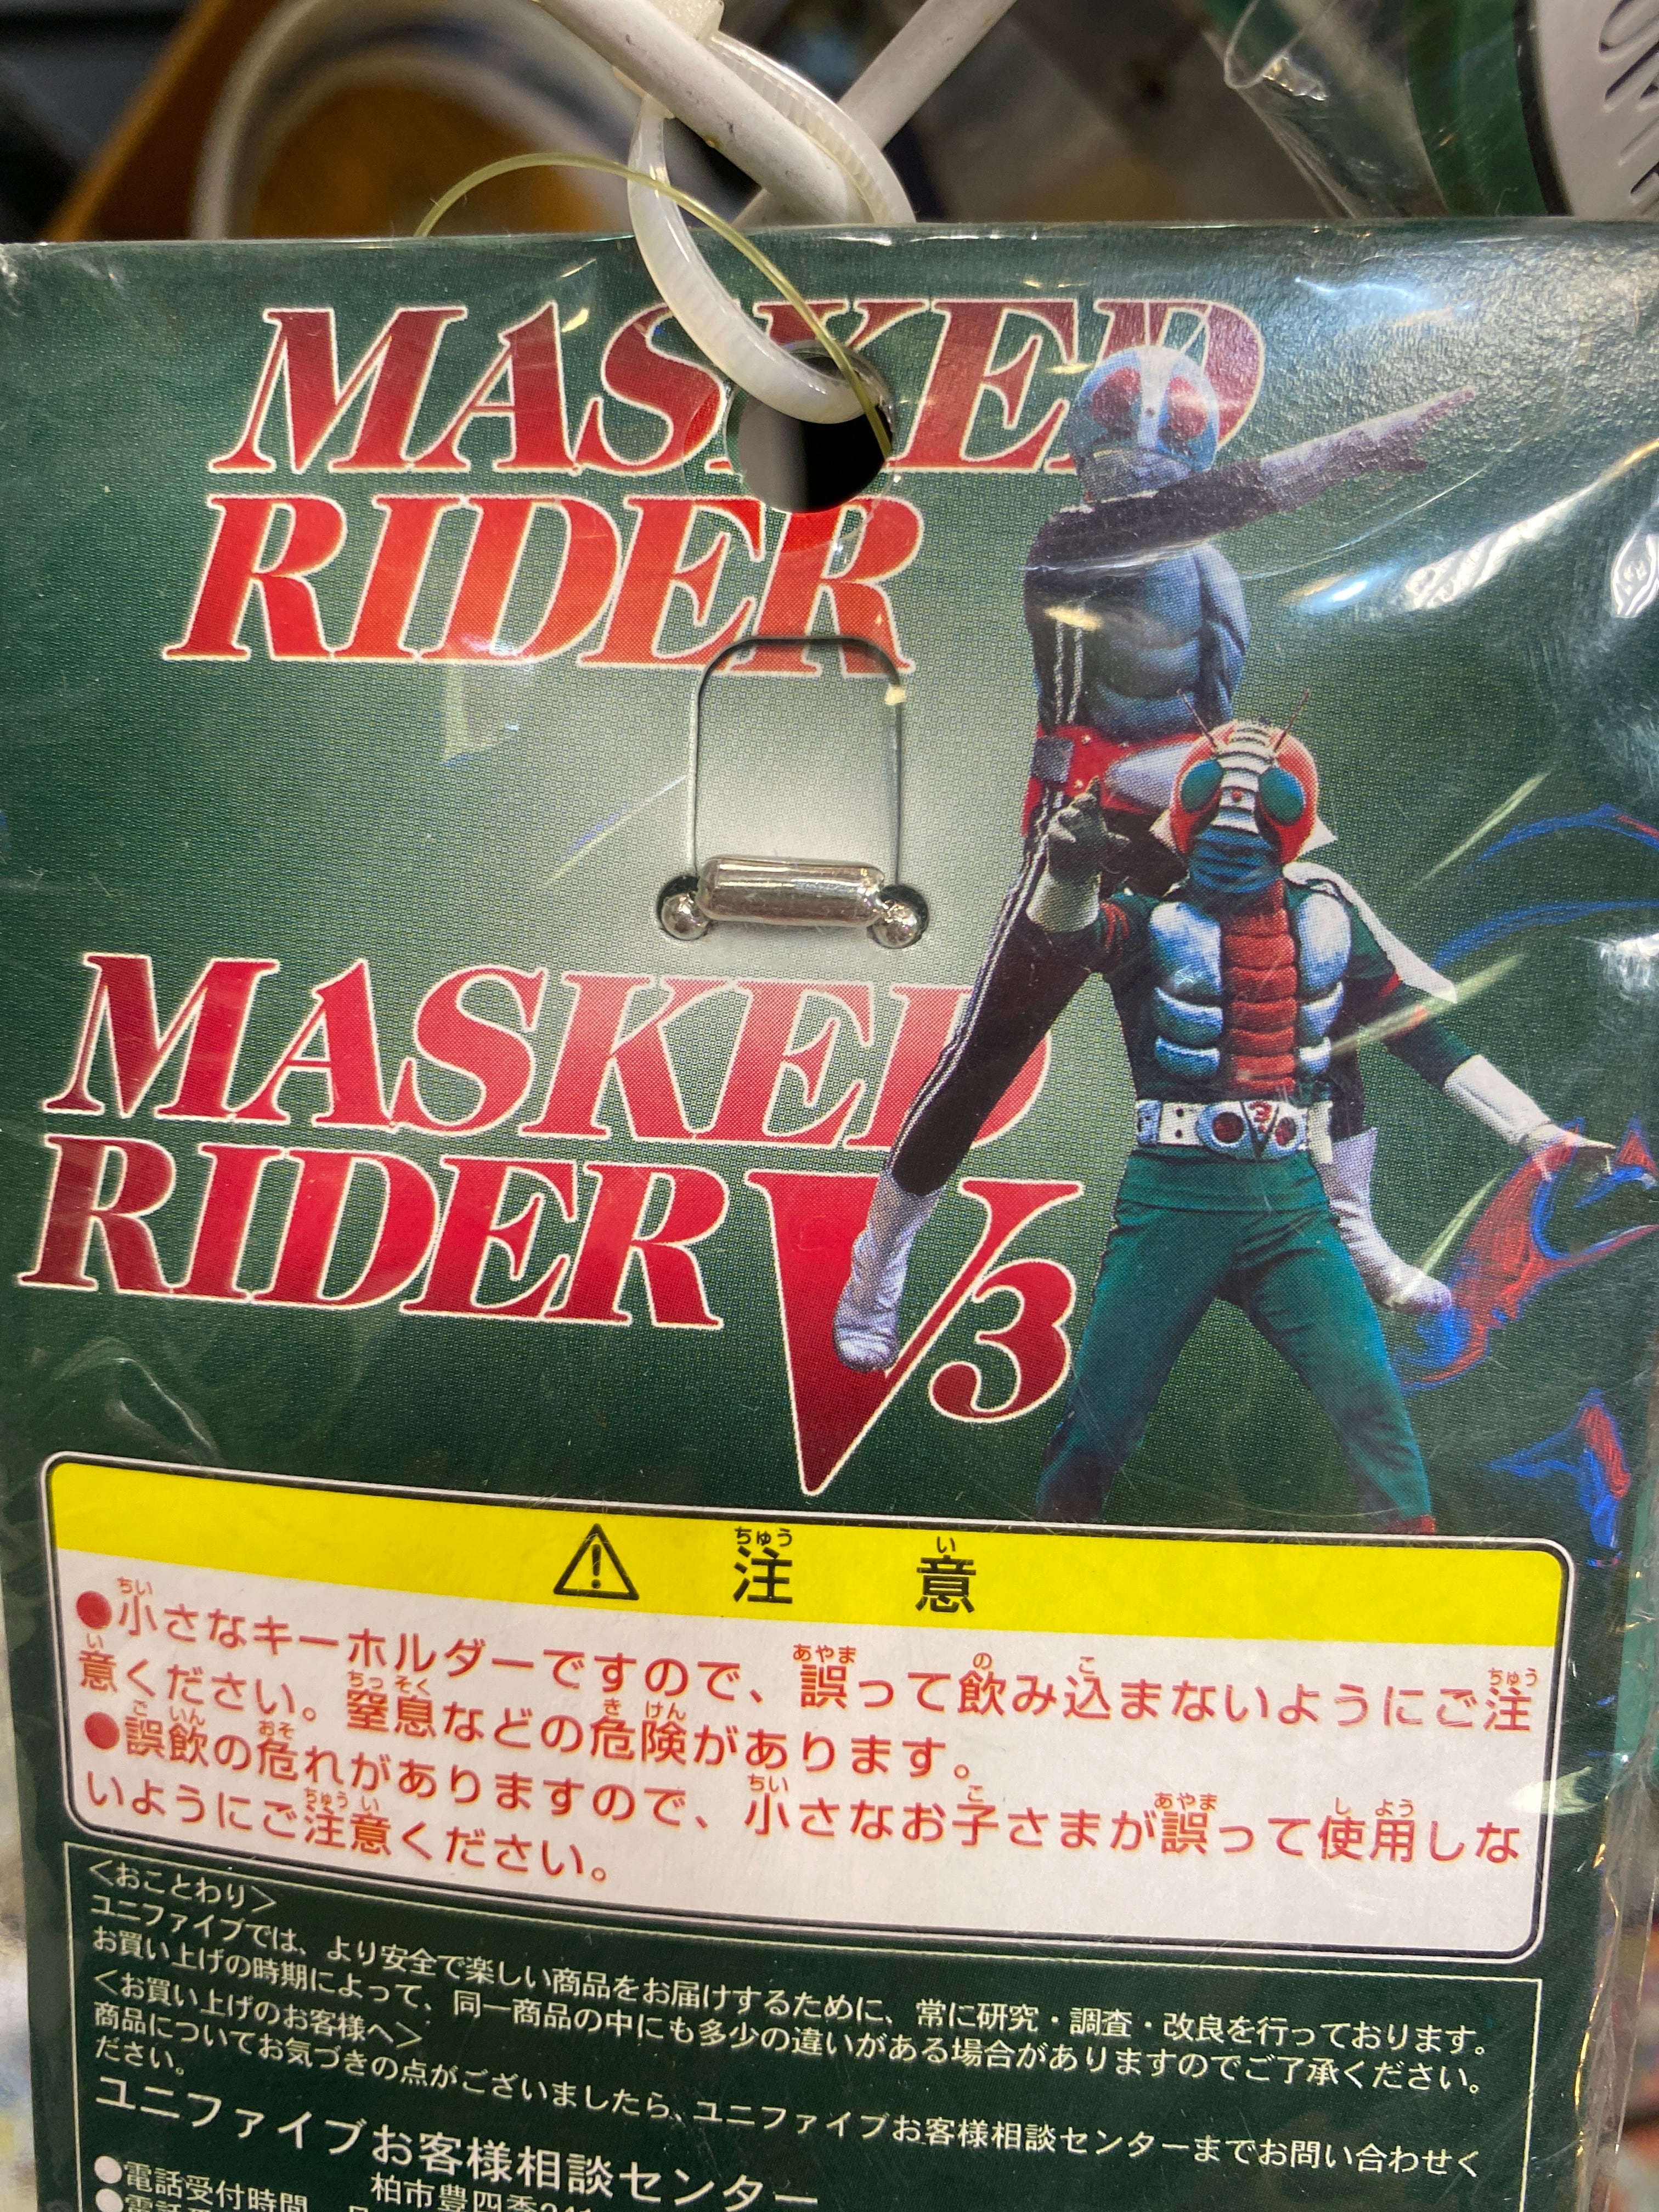 MASKED
RIDER
MASKED
RIDER V3
⚠ 注意
●小さなキーホルダーですので、誤って飲み込まないようにご注
意ください。窒息などの危険があります。
●誤飲の危れがありますので、小さなお子さまが誤って使用しな
いようにご注意ください。
<おことわり>
ユニファイブでは、より安全で楽しい商品をお届けするために、常に研究・調査・改良を行っております。
お買い上げの時期によって、同一商品の中にも多少の違いがある場合がありますのでご了承ください。
<お買い上げのお客様へ>
商品についてお気づきの点がございましたら、ユニファイブお客様相談センターまでお問い合わせく
ださい。
ユニファイブお客様相談センター
●電話受付時間
柏市豊四季